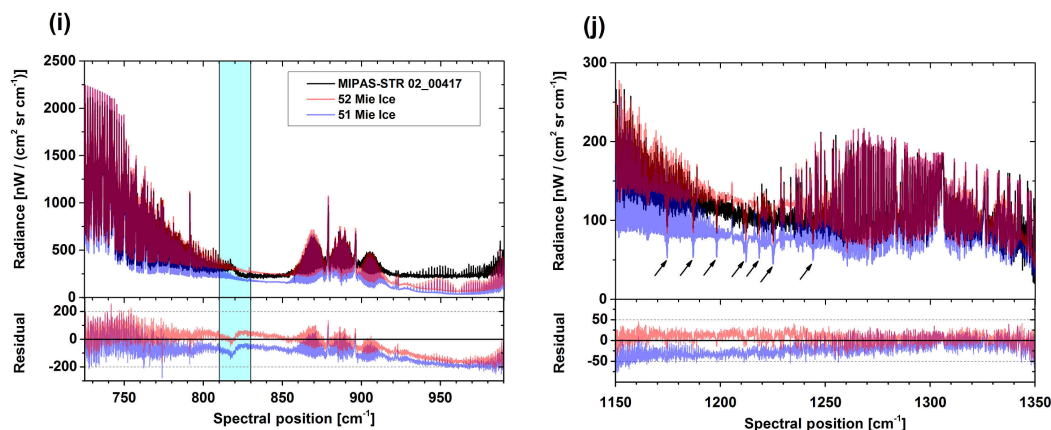 (i)
2500
2000
1500
1000
500
0
Radiance [nW / (cm² sr cm⁻¹)]
MIPAS-STR 02_00417
52 Mie Ice
51 Mie Ice
200
0
-200
Residual
750 800 850 900 950
Spectral position [cm⁻¹]
(j)
300
200
100
0
Radiance [nW / (cm² sr cm⁻¹)]
50
0
-50
Residual
1150 1200 1250 1300 1350
Spectral position [cm⁻¹]